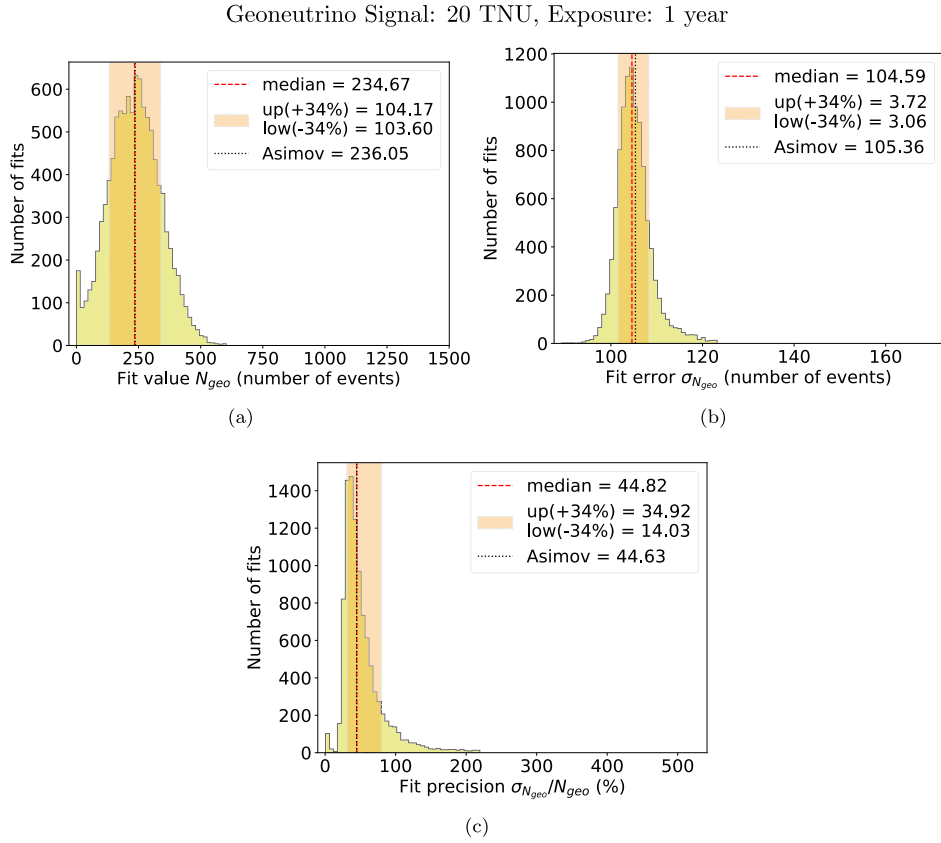 Geoneutrino Signal: 20 TNU, Exposure: 1 year
Number of fits
600
500
400
300
200
100
0
median = 234.67
up(+34%) = 104.17
low(-34%) = 103.60
Asimov = 236.05
0 250 500 750 1000 1250 1500
Fit value N_geo (number of events)
(a)
Number of fits
1200
1000
800
600
400
200
0
median = 104.59
up(+34%) = 3.72
low(-34%) = 3.06
Asimov = 105.36
100 120 140 160
Fit error σ_{N_geo} (number of events)
(b)
Number of fits
1400
1200
1000
800
600
400
200
0
median = 44.82
up(+34%) = 34.92
low(-34%) = 14.03
Asimov = 44.63
0 100 200 300 400 500
Fit precision σ_{N_geo}/N_geo (%)
(c)